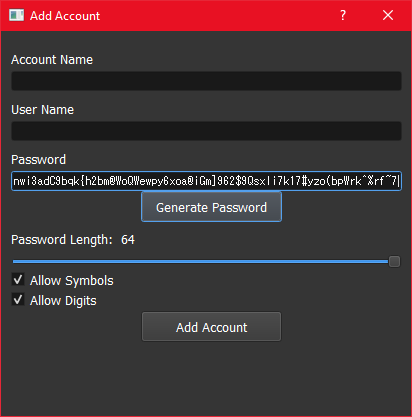 Add Account
?
Account Name
User Name
Password
nwi3adC9bqk{h2bm@WoQWewpy6xoa@iGm]962$9Qsxli7k17#yzo(bpWrk^%rf~7
Generate Password
Password Length: 64
Allow Symbols
Allow Digits
Add Account